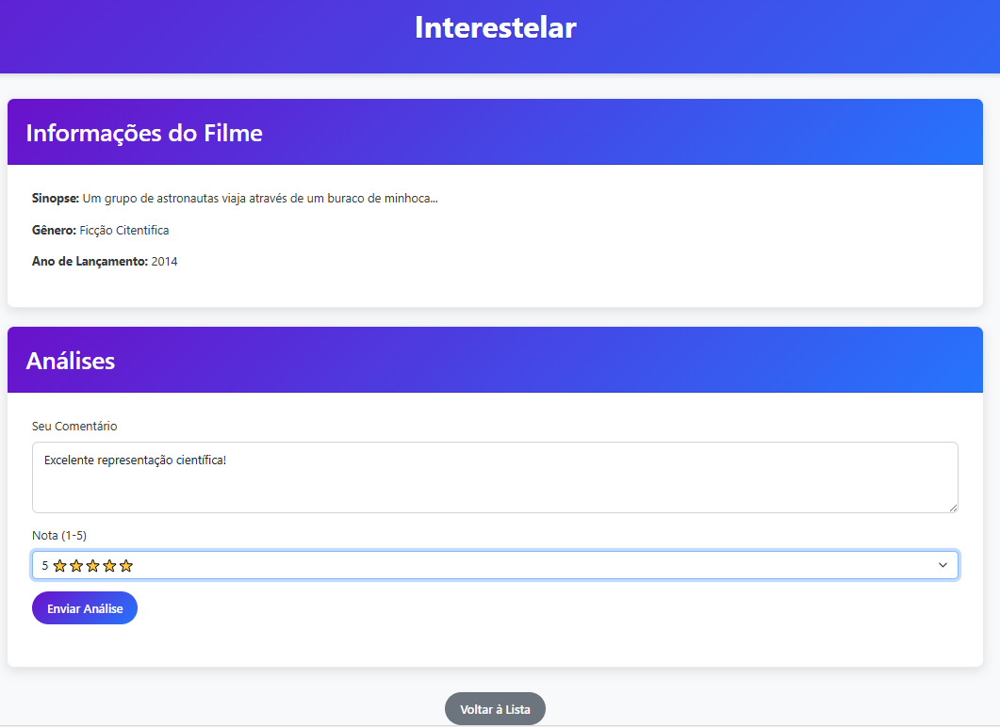 Interestelar
Informações do Filme
Sinopse: Um grupo de astronautas viaja através de um buraco de minhoca...
Gênero: Ficção Citentifica
Ano de Lançamento: 2014
Análises
Seu Comentário
Excelente representação científica!
Nota (1-5)
5 ⭐⭐⭐⭐⭐
Enviar Análise
Voltar à Lista